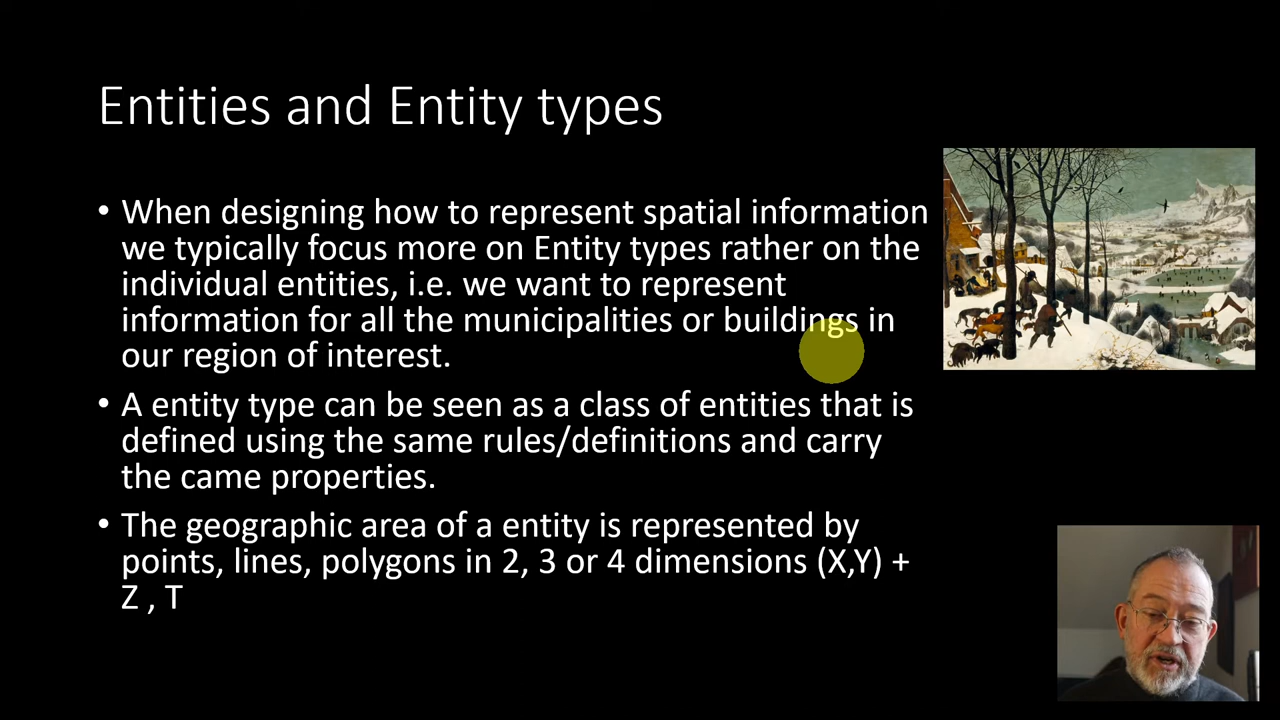 Entities and Entity types
• When designing how to represent spatial information
we typically focus more on Entity types rather on the
individual entities, i.e. we want to represent
information for all the municipalities or buildings in
our region of interest.
• A entity type can be seen as a class of entities that is
defined using the same rules/definitions and carry
the came properties.
• The geographic area of a entity is represented by
points, lines, polygons in 2, 3 or 4 dimensions (X,Y) +
Z , T